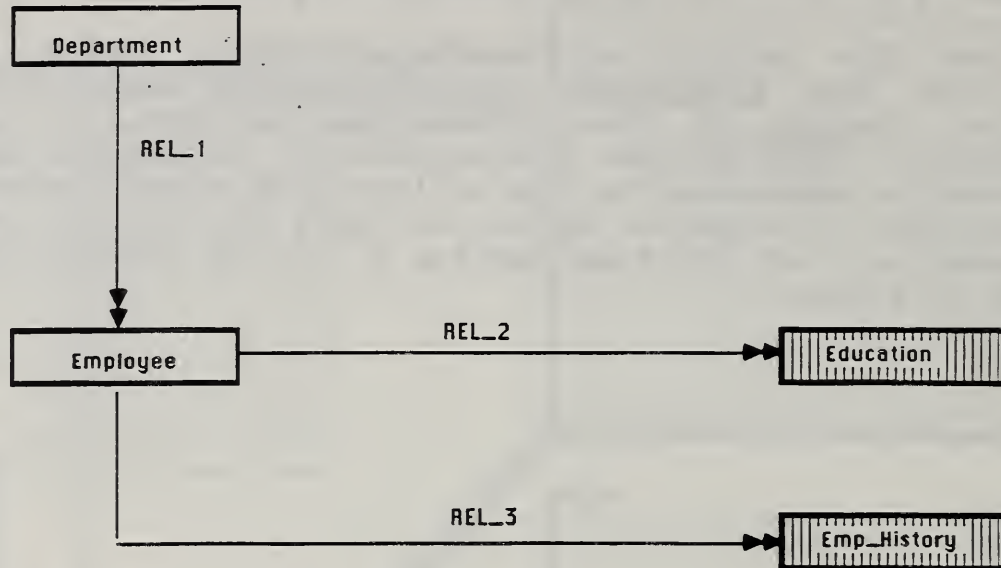 Department
REL_1
REL_2
Employee
Education
REL_3
Emp_History